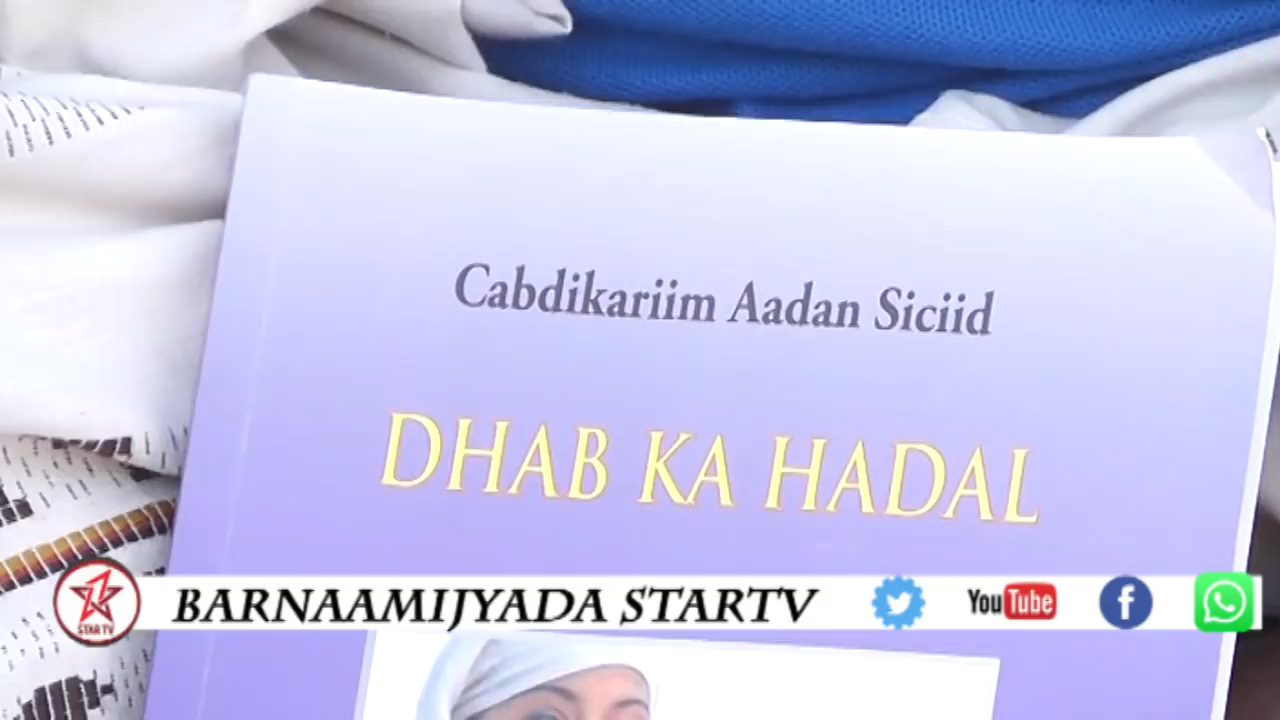 Cabdikariim Aadan Siciid
DHAB KA HADAL
BARNAAMIJYADA STARTV
YouTube
STAR TV